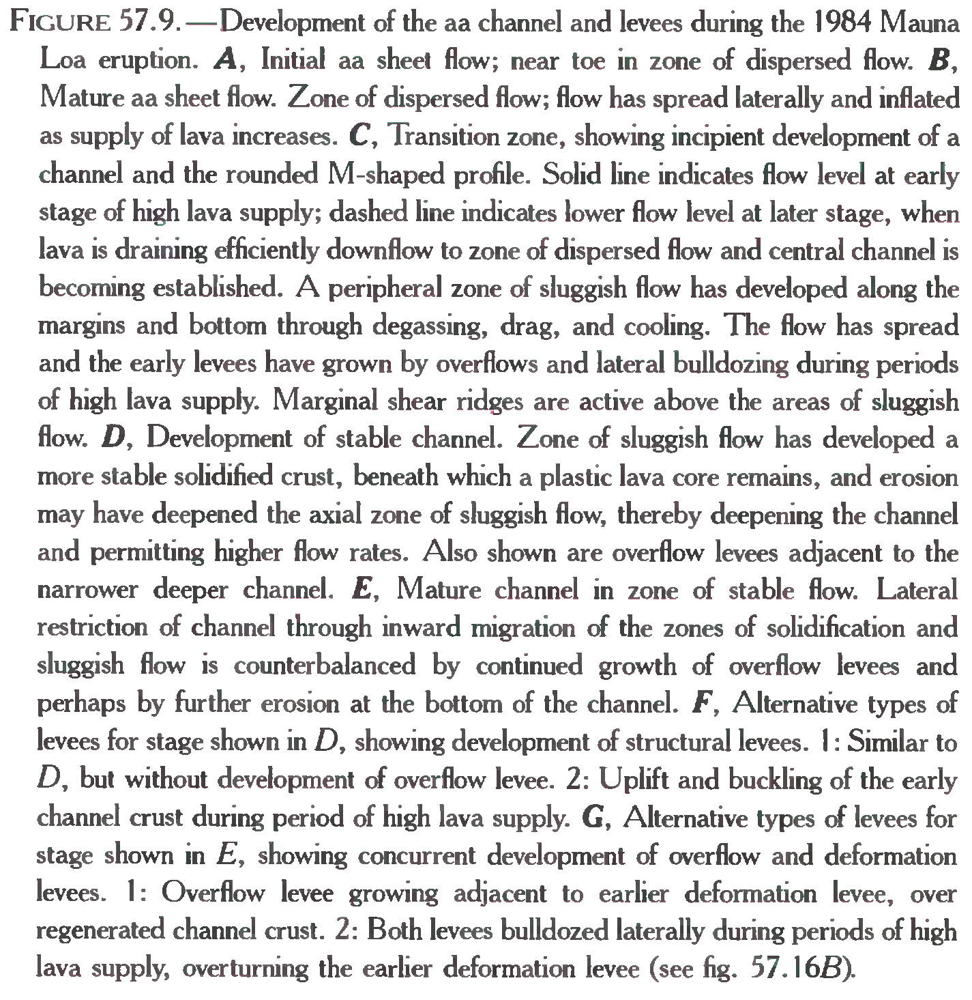 FIGURE 57.9.—Development of the aa channel and levees during the 1984 Mauna
Loa eruption. A, Initial aa sheet flow; near toe in zone of dispersed flow. B,
Mature aa sheet flow. Zone of dispersed flow; flow has spread laterally and inflated
as supply of lava increases. C, Transition zone, showing incipient development of a
channel and the rounded M-shaped profile. Solid line indicates flow level at early
stage of high lava supply; dashed line indicates lower flow level at later stage, when
lava is draining efficiently downflow to zone of dispersed flow and central channel is
becoming established. A peripheral zone of sluggish flow has developed along the
margins and bottom through degassing, drag, and cooling. The flow has spread
and the early levees have grown by overflows and lateral bulldozing during periods
of high lava supply. Marginal shear ridges are active above the areas of sluggish
flow. D, Development of stable channel. Zone of sluggish flow has developed a
more stable solidified crust, beneath which a plastic lava core remains, and erosion
may have deepened the axial zone of sluggish flow, thereby deepening the channel
and permitting higher flow rates. Also shown are overflow levees adjacent to the
narrower deeper channel. E, Mature channel in zone of stable flow. Lateral
restriction of channel through inward migration of the zones of solidification and
sluggish flow is counterbalanced by continued growth of overflow levees and
perhaps by further erosion at the bottom of the channel. F, Alternative types of
levees for stage shown in D, showing development of structural levees. 1: Similar to
D, but without development of overflow levee. 2: Uplift and buckling of the early
channel crust during period of high lava supply. G, Alternative types of levees for
stage shown in E, showing concurrent development of overflow and deformation
levees. 1: Overflow levee growing adjacent to earlier deformation levee, over
regenerated channel crust. 2: Both levees bulldozed laterally during periods of high
lava supply, overturning the earlier deformation levee (see fig. 57.16B).